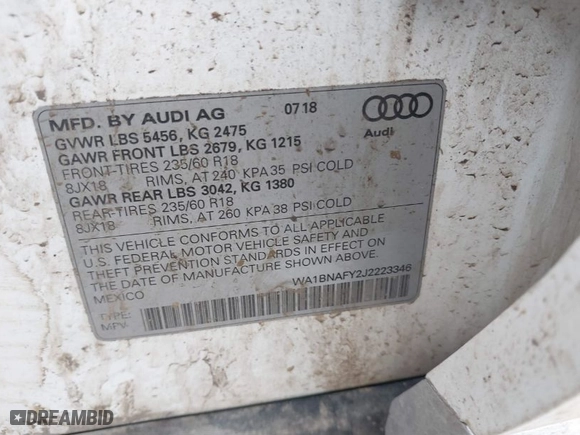 MFD. BY AUDI AG 07 18
GVWR LBS 5456, KG 2475
GAWR FRONT LBS 2679, KG 1215
FRONT-TIRES 235/60 R18
8JX18 RIMS, AT 240 KPA 35 PSI COLD
GAWR REAR LBS 3042, KG 1380
REAR-TIRES 235/60 R18
8JX18 RIMS, AT 260 KPA 38 PSI COLD
Audi
THIS VEHICLE CONFORMS TO ALL APPLICABLE
U.S. FEDERAL MOTOR VEHICLE SAFETY AND
THEFT PREVENTION STANDARDS IN EFFECT ON
THE DATE OF MANUFACTURE SHOWN ABOVE.
MEXICO WA1BNAFY2J2223346
TYPE:
MPV
DREAMBID